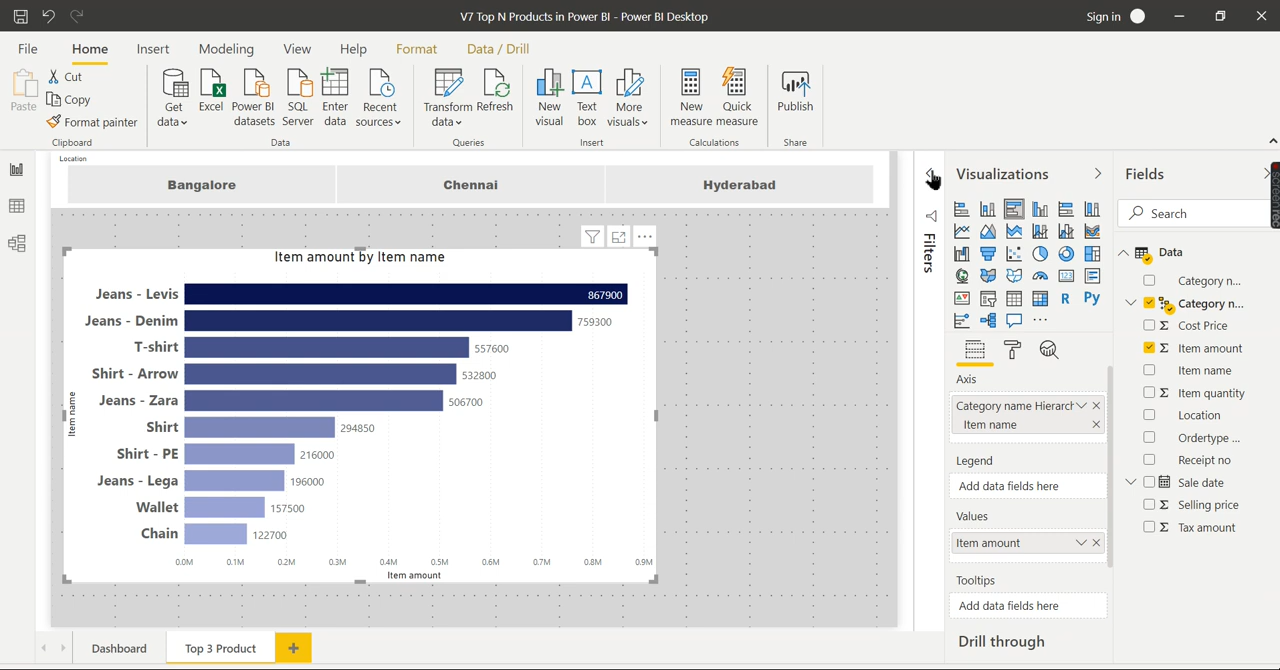 V7 Top N Products in Power BI - Power BI Desktop
Sign in
File Home Insert Modeling View Help Format Data / Drill
Paste
Cut
Copy
Format painter
Clipboard
Get data
Excel
Power BI datasets
SQL Server
Enter data
Recent sources
Data
Transform data
Refresh
Queries
New visual
Text box
More visuals
Insert
New measure
Quick measure
Calculations
Publish
Share
Location
Bangalore Chennai Hyderabad
Item amount by Item name
Item name
Jeans - Levis 867900
Jeans - Denim 759300
T-shirt 557600
Shirt - Arrow 532800
Jeans - Zara 506700
Shirt 294850
Shirt - PE 216000
Jeans - Lega 196000
Wallet 157500
Chain 122700
0.0M 0.1M 0.2M 0.3M 0.4M 0.5M 0.6M 0.7M 0.8M 0.9M
Item amount
Dashboard
Top 3 Product
+
Filters
Visualizations
123
R
Py
Axis
Category name Hierarch
Item name
Legend
Add data fields here
Values
Item amount
Tooltips
Add data fields here
Drill through
Fields
Search
Data
Category n...
Category n...
Σ Cost Price
Σ Item amount
Item name
Σ Item quantity
Location
Ordertype ...
Receipt no
Sale date
Σ Selling price
Σ Tax amount
screenrec